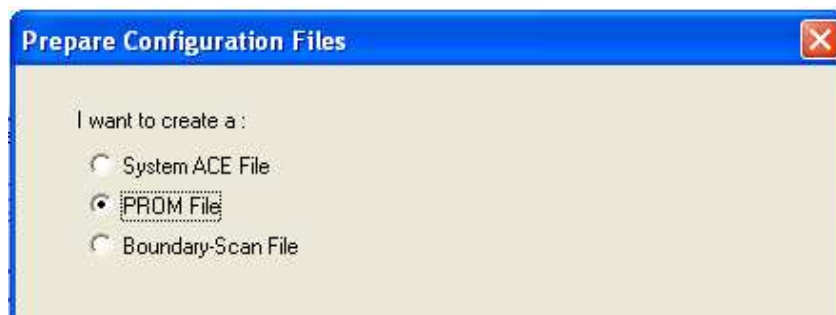 Prepare Configuration Files
I want to create a :
System ACE File
PROM File
Boundary-Scan File